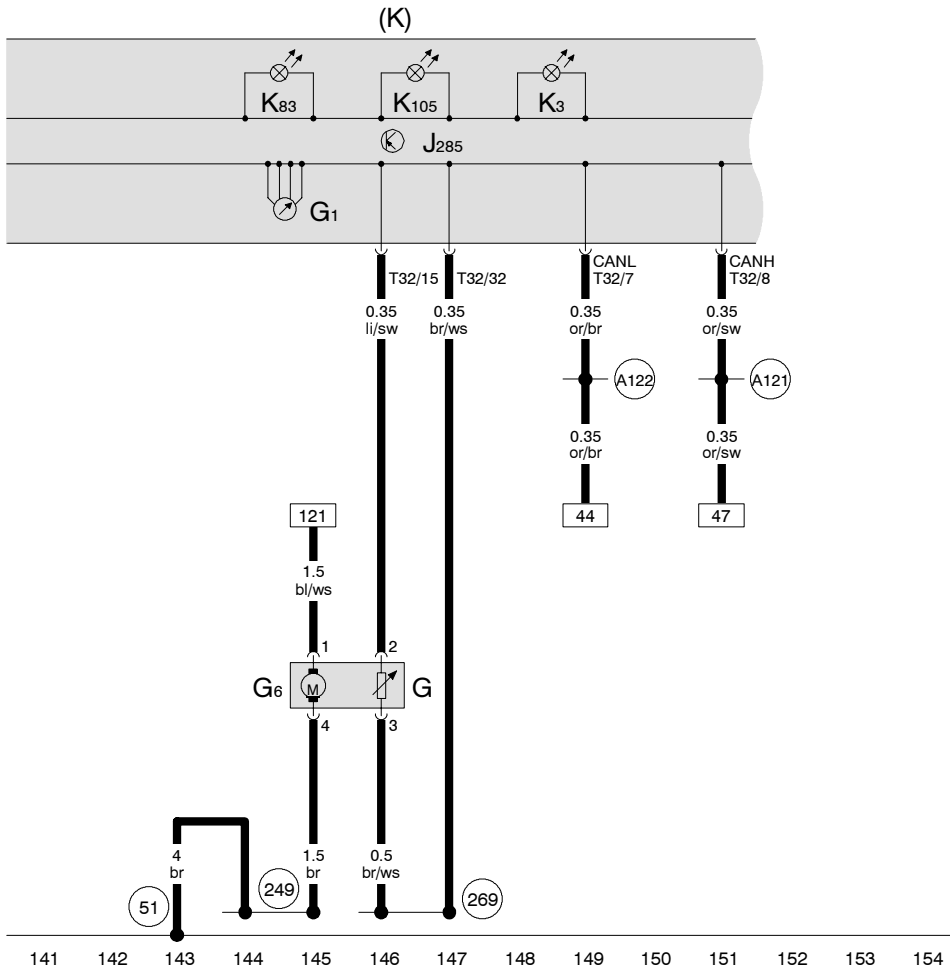 (K)
K83 K105 K3
J285
G1
T32/15 T32/32 CANL CANH
T32/7 T32/8
0.35 0.35 0.35 0.35
li/sw br/ws or/br or/sw
A122 A121
0.35 0.35
or/br or/sw
121 44 47
1.5
bl/ws
1 2
G6 M G
4 3
4 1.5 0.5
br br br/ws
249 269
51
141 142 143 144 145 146 147 148 149 150 151 152 153 154